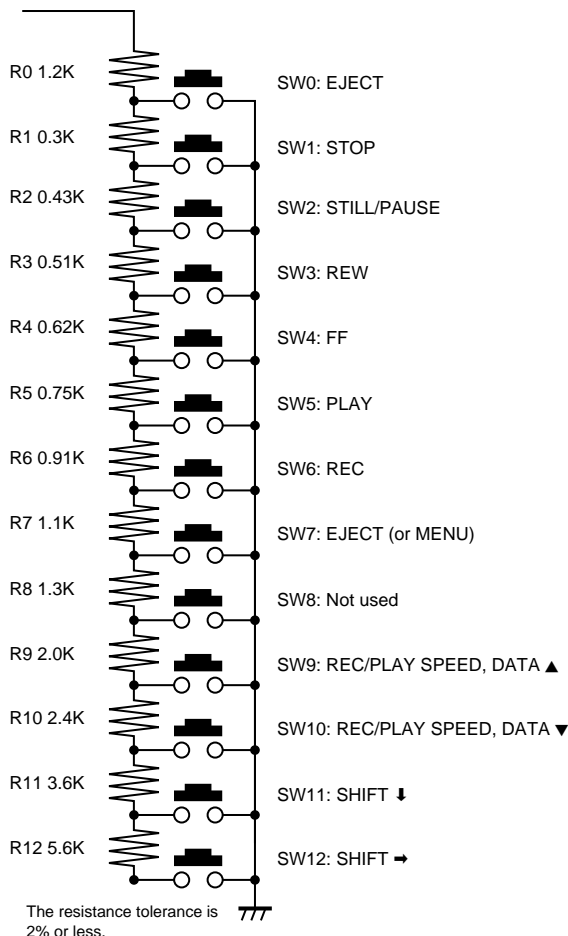 R0 1.2K
SW0: EJECT
R1 0.3K
SW1: STOP
R2 0.43K
SW2: STILL/PAUSE
R3 0.51K
SW3: REW
R4 0.62K
SW4: FF
R5 0.75K
SW5: PLAY
R6 0.91K
SW6: REC
R7 1.1K
SW7: EJECT (or MENU)
R8 1.3K
SW8: Not used
R9 2.0K
SW9: REC/PLAY SPEED, DATA ▲
R10 2.4K
SW10: REC/PLAY SPEED, DATA ▼
R11 3.6K
SW11: SHIFT ⬇
R12 5.6K
SW12: SHIFT ➡
The resistance tolerance is
2% or less.